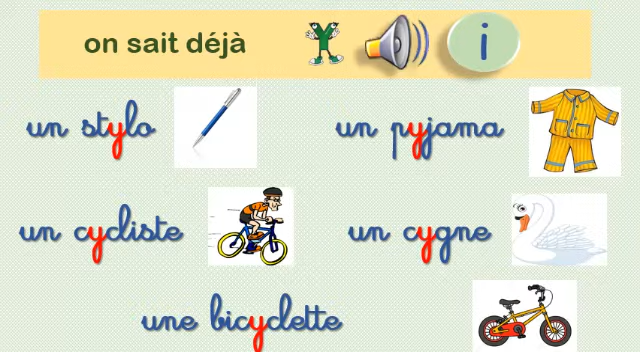 on sait déjà Y i
un stylo
un pyjama
un cycliste
un cygne
une bicyclette